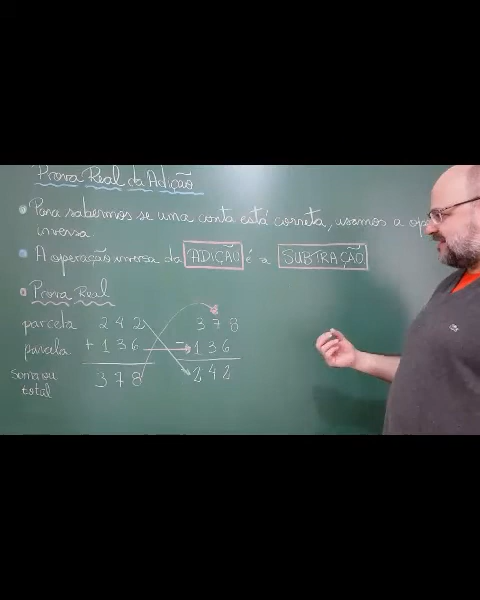 Prova Real da Adição
Para sabermos se uma conta está correta, usamos a
inversa.
A operação inversa da ADIÇÃO é a SUBTRAÇÃO
Prova Real
parcela 242 378
parcela + 136 - 136
soma ou total 378 242